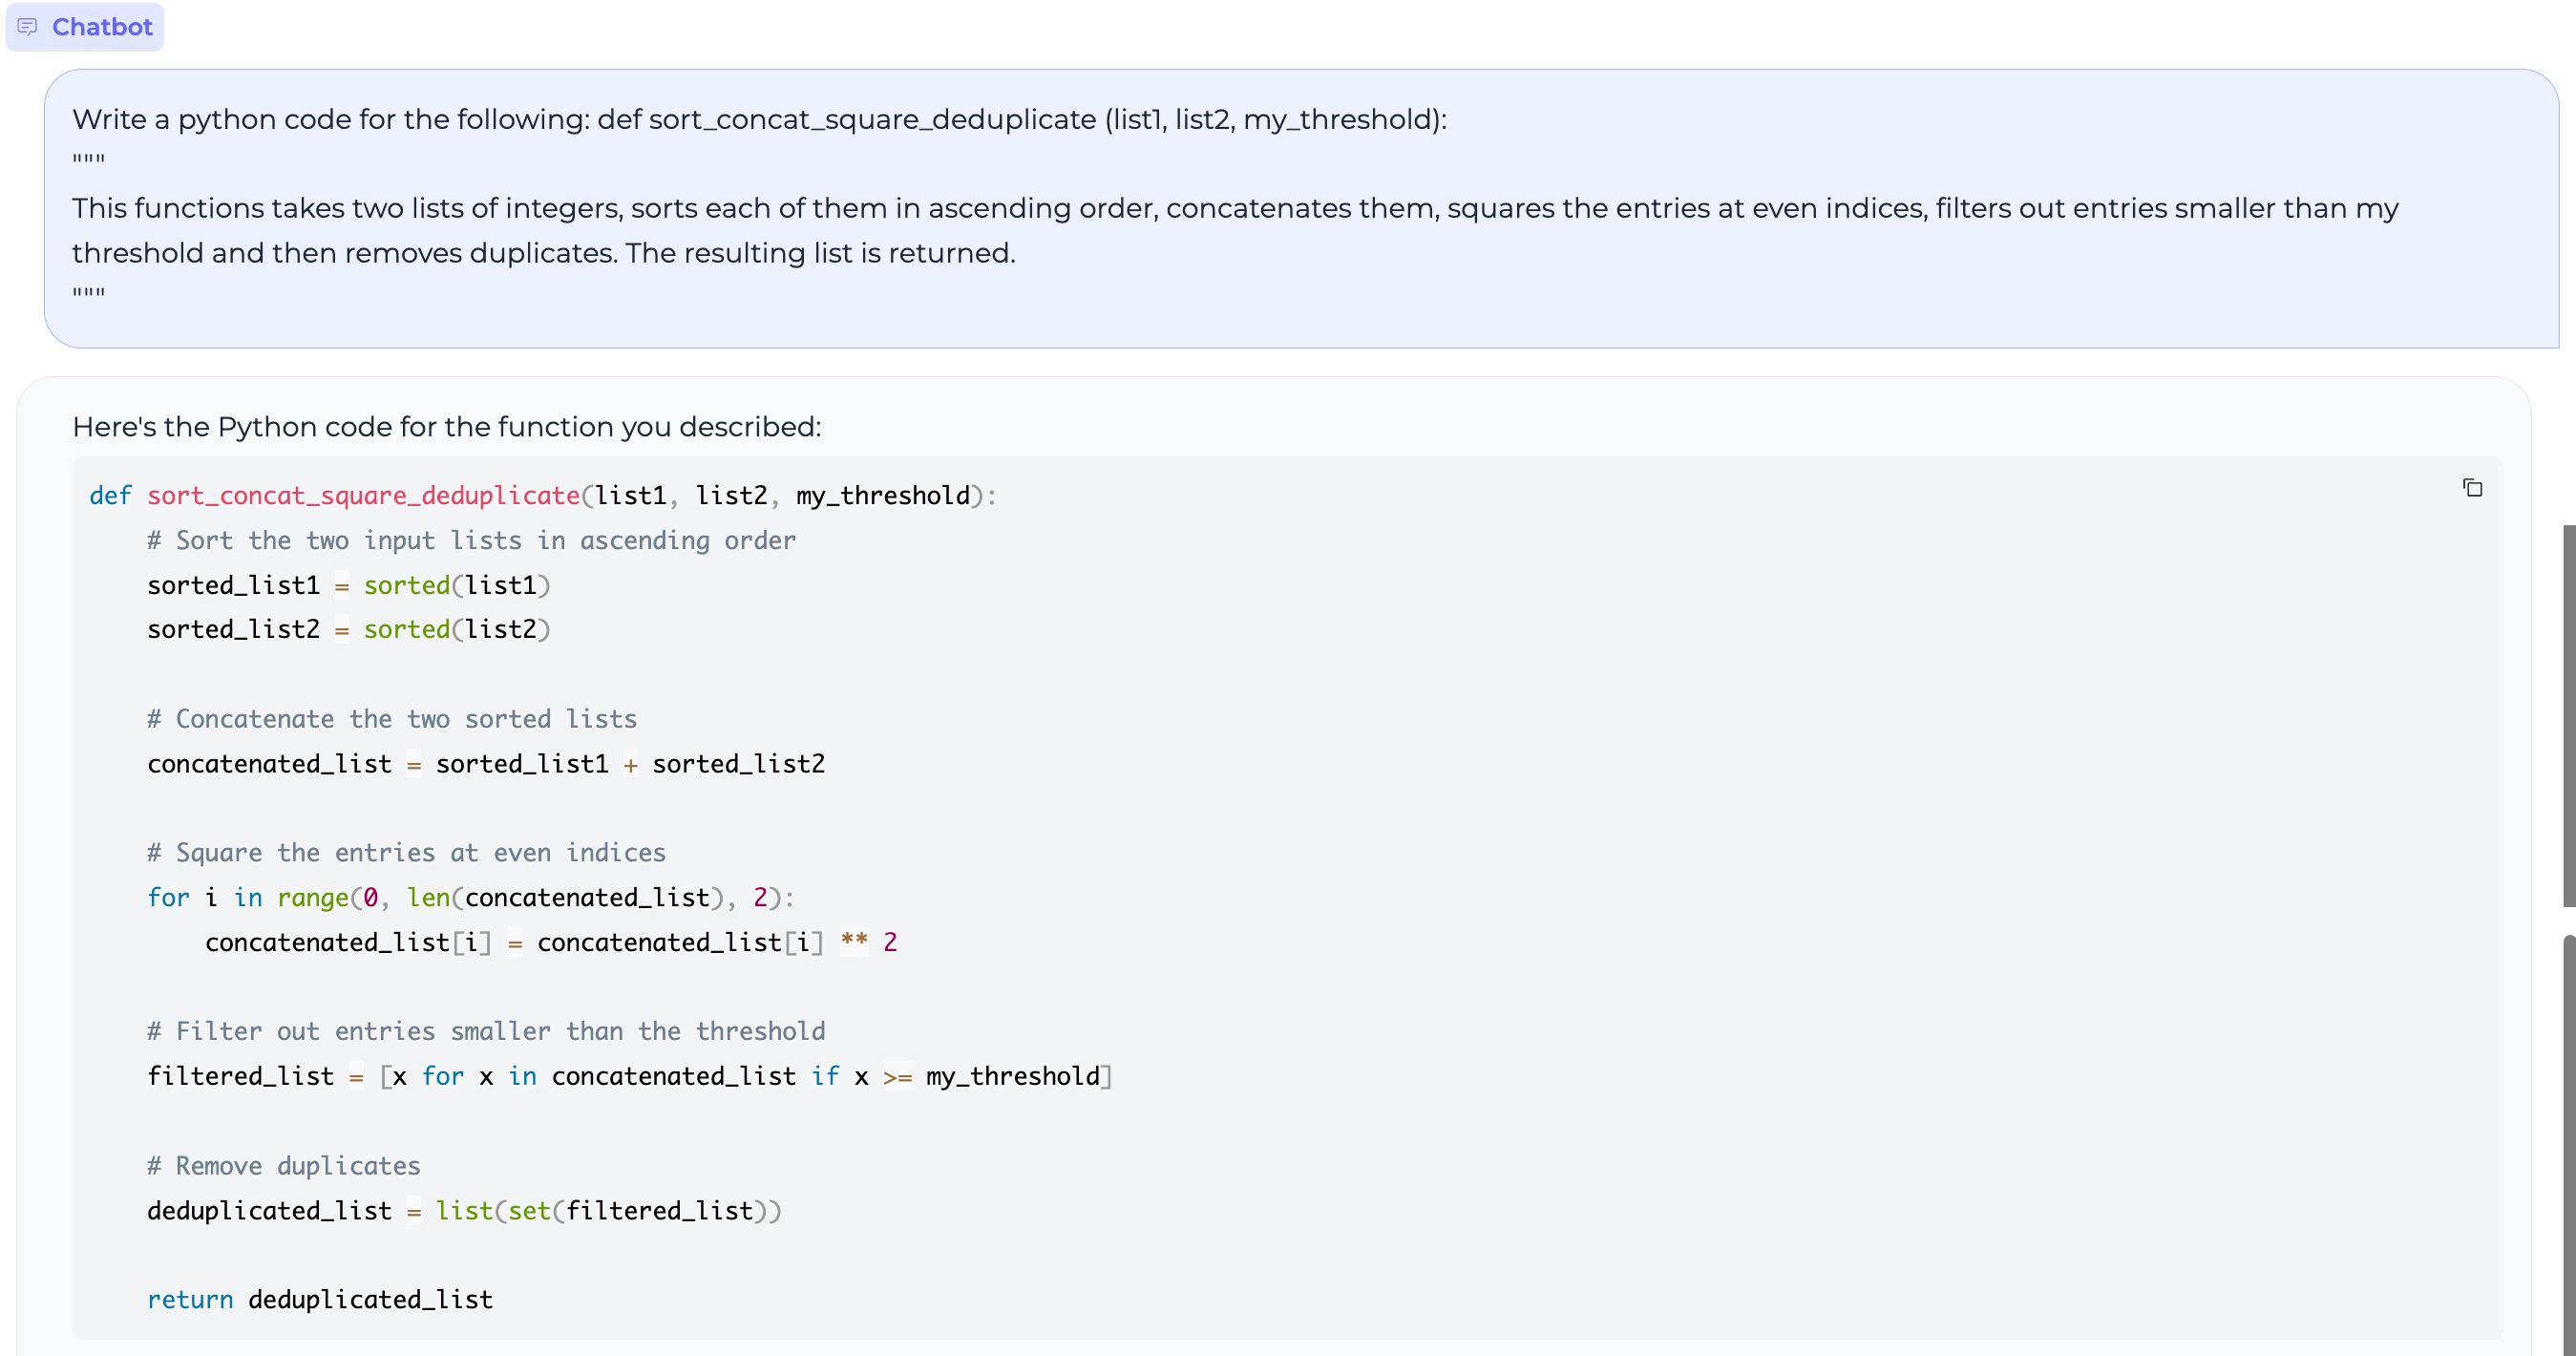 Chatbot
Write a python code for the following: def sort_concat_square_deduplicate (list1, list2, my_threshold):
"""
This functions takes two lists of integers, sorts each of them in ascending order, concatenates them, squares the entries at even indices, filters out entries smaller than my
threshold and then removes duplicates. The resulting list is returned.
"""
Here's the Python code for the function you described:
def sort_concat_square_deduplicate(list1, list2, my_threshold):
    # Sort the two input lists in ascending order
    sorted_list1 = sorted(list1)
    sorted_list2 = sorted(list2)
    # Concatenate the two sorted lists
    concatenated_list = sorted_list1 + sorted_list2
    # Square the entries at even indices
    for i in range(0, len(concatenated_list), 2):
        concatenated_list[i] = concatenated_list[i] ** 2
    # Filter out entries smaller than the threshold
    filtered_list = [x for x in concatenated_list if x >= my_threshold]
    # Remove duplicates
    deduplicated_list = list(set(filtered_list))
    return deduplicated_list